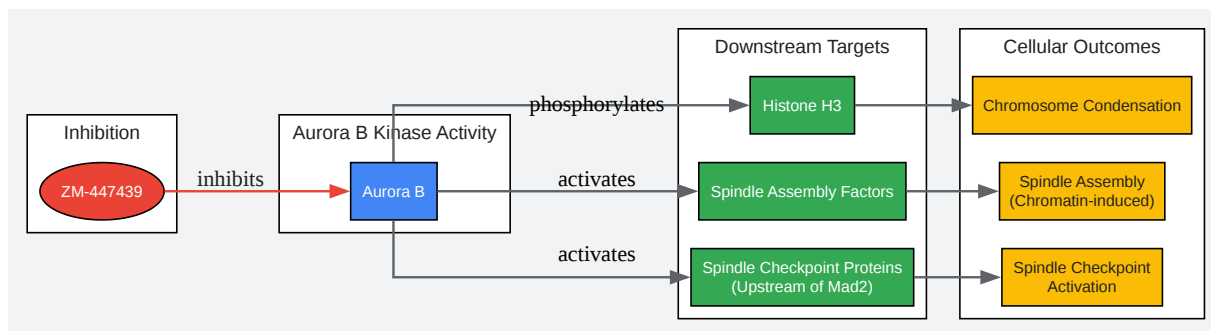 Downstream Targets
Cellular Outcomes
phosphorylates
Histone H3
Chromosome Condensation
Inhibition
Aurora B Kinase Activity
ZM-447439
inhibits
Aurora B
activates
Spindle Assembly Factors
Spindle Assembly
(Chromatin-induced)
activates
Spindle Checkpoint Proteins
(Upstream of Mad2)
Spindle Checkpoint
Activation